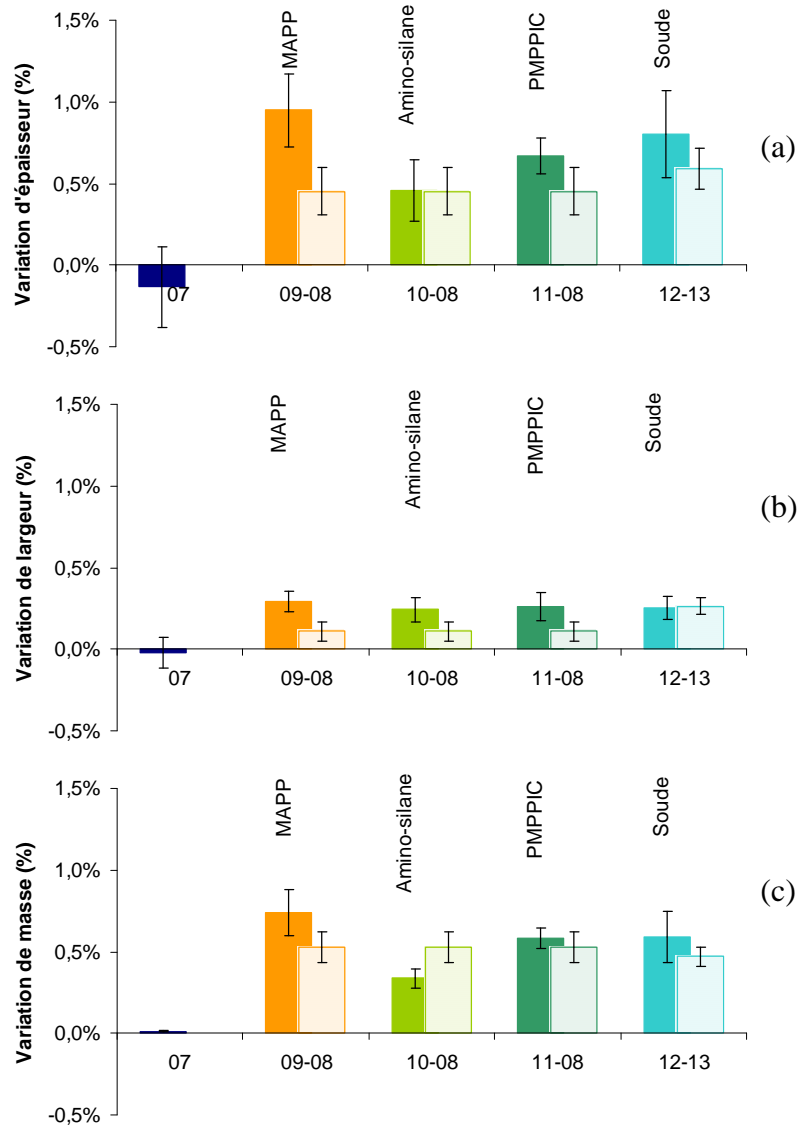 1,5%
1,0%
0,5%
0,0%
-0,5%
Variation d'épaisseur (%)
MAPP
Amino-silane
PMPPIC
Soude
(a)
07
09-08
10-08
11-08
12-13
1,5%
1,0%
0,5%
0,0%
-0,5%
Variation de largeur (%)
MAPP
Amino-silane
PMPPIC
Soude
(b)
07
09-08
10-08
11-08
12-13
1,5%
1,0%
0,5%
0,0%
-0,5%
Variation de masse (%)
MAPP
Amino-silane
PMPPIC
Soude
(c)
07
09-08
10-08
11-08
12-13